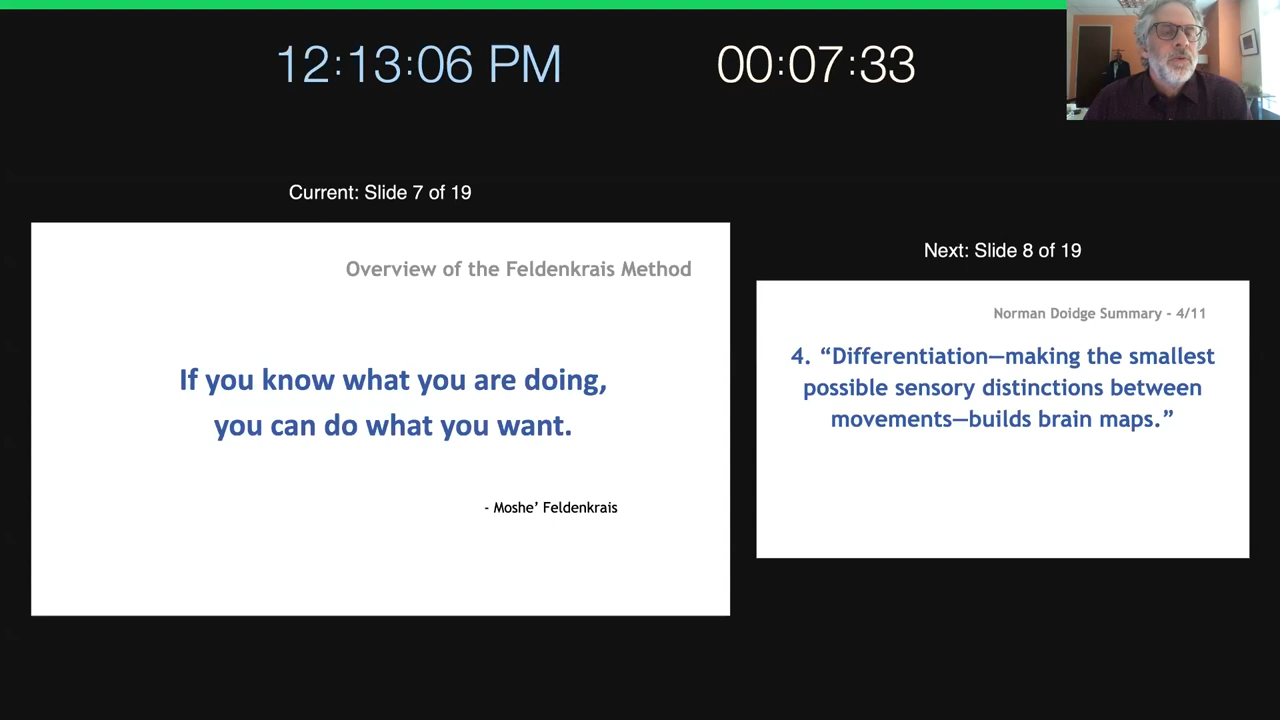 12:13:06 PM
00:07:33
Current: Slide 7 of 19
Overview of the Feldenkrais Method
If you know what you are doing,
you can do what you want.
- Moshe’ Feldenkrais
Next: Slide 8 of 19
Norman Doidge Summary - 4/11
4. “Differentiation—making the smallest
possible sensory distinctions between
movements—builds brain maps.”